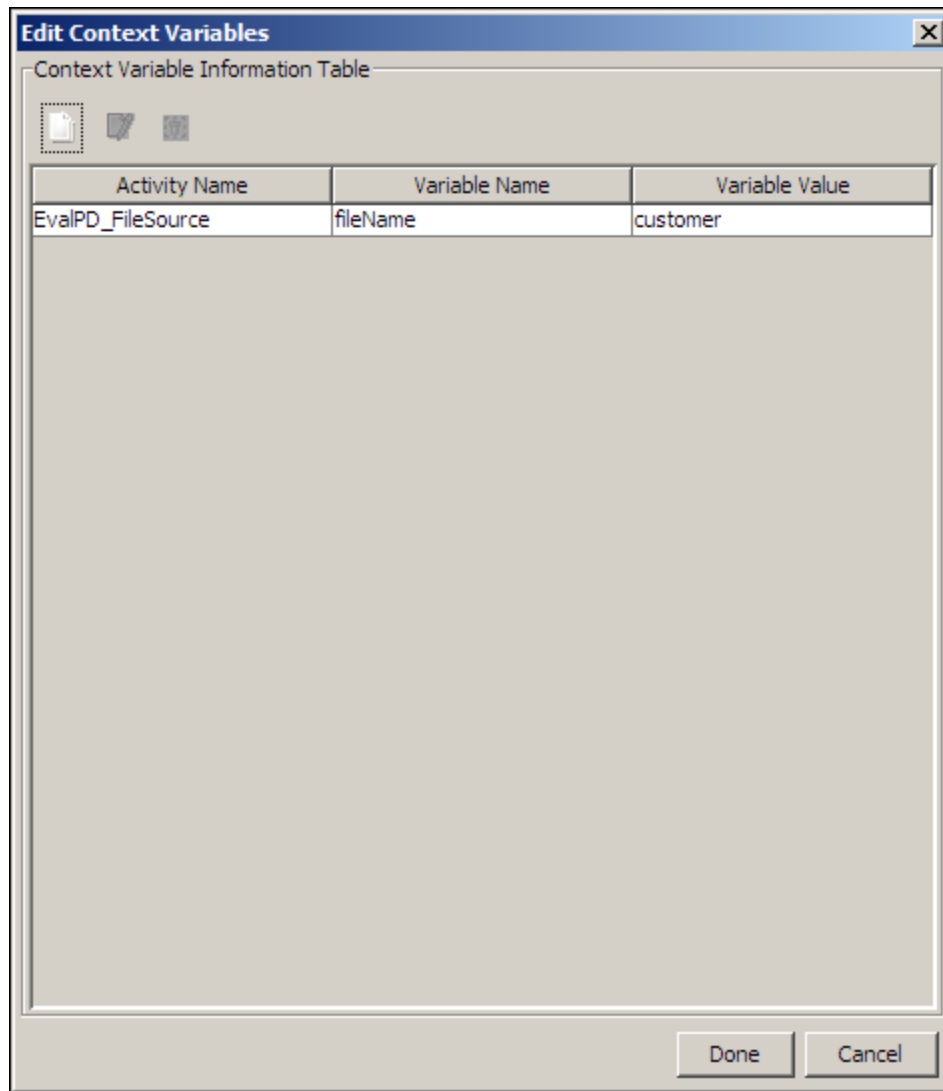 Edit Context Variables
Context Variable Information Table
Activity Name Variable Name Variable Value
EvalPD_FileSource fileName customer
Done Cancel